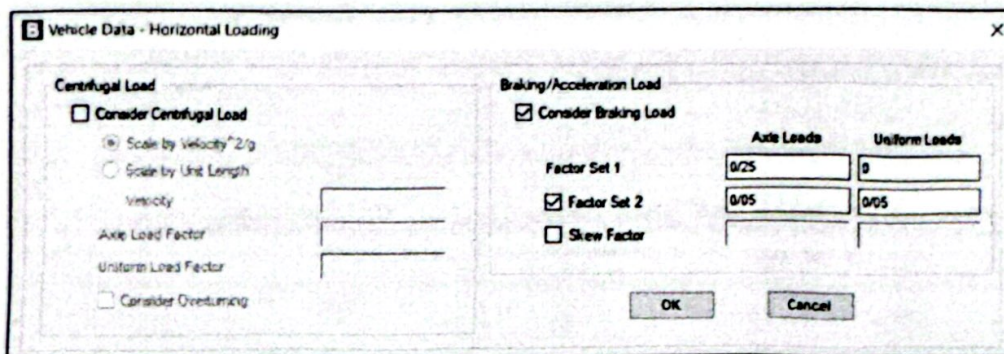 B Vehicle Data - Horizontal Loading
Centrifugal Load
Consider Centrifugal Load
Scale by Velocity^2/g
Scale by Unit Length
Velocity
Axle Load Factor
Uniform Load Factor
Consider Overturning
Braking/Acceleration Load
Consider Braking Load
Axle Loads Uniform Loads
Factor Set 1 0/25 0
Factor Set 2 0/05 0/05
Skew Factor
OK Cancel